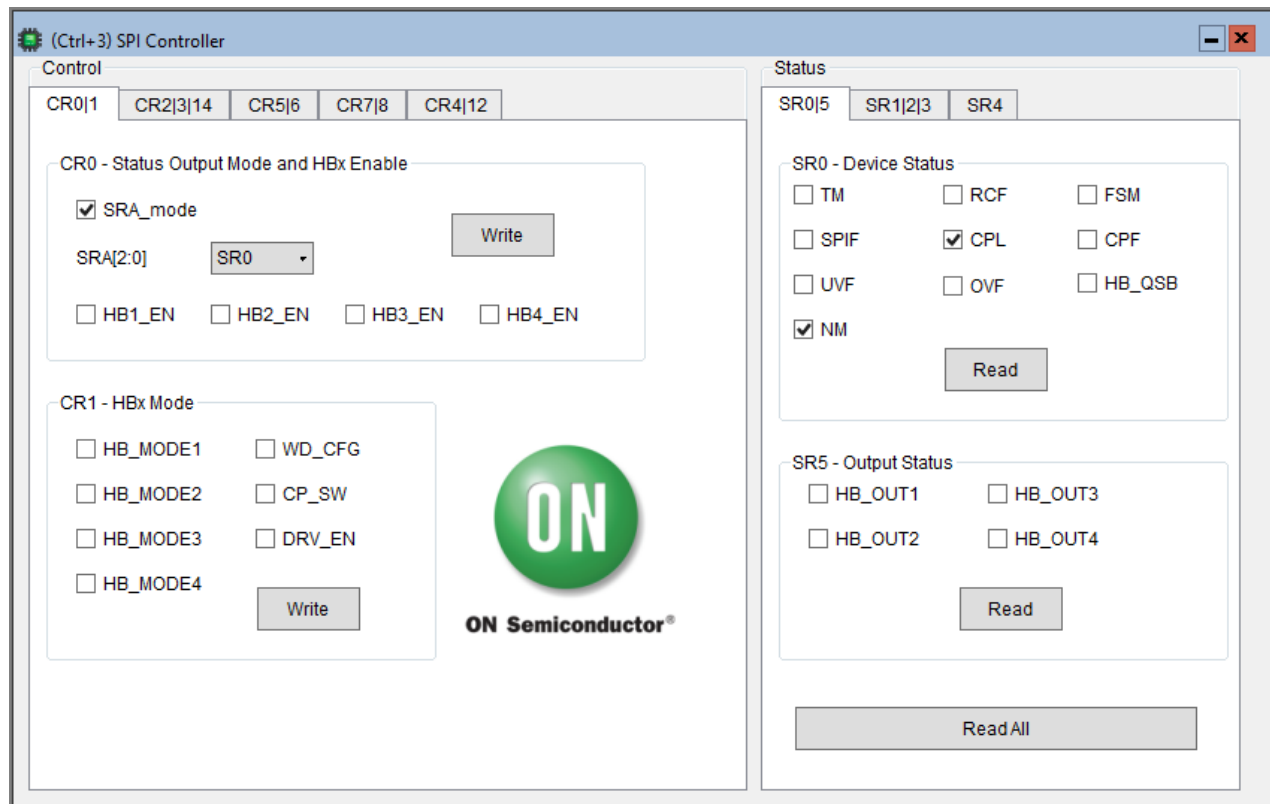 (Ctrl+3) SPI Controller
Control
CR0|1 CR2|3|14 CR5|6 CR7|8 CR4|12
CR0 - Status Output Mode and HBx Enable
SRA_mode
Write
SRA[2:0] SR0
HB1_EN HB2_EN HB3_EN HB4_EN
CR1 - HBx Mode
HB_MODE1 WD_CFG
HB_MODE2 CP_SW
HB_MODE3 DRV_EN
HB_MODE4
Write
ON
ON Semiconductor®
Status
SR0|5 SR1|2|3 SR4
SR0 - Device Status
TM RCF FSM
SPIF CPL CPF
UVF OVF HB_QSB
NM
Read
SR5 - Output Status
HB_OUT1 HB_OUT3
HB_OUT2 HB_OUT4
Read
Read All